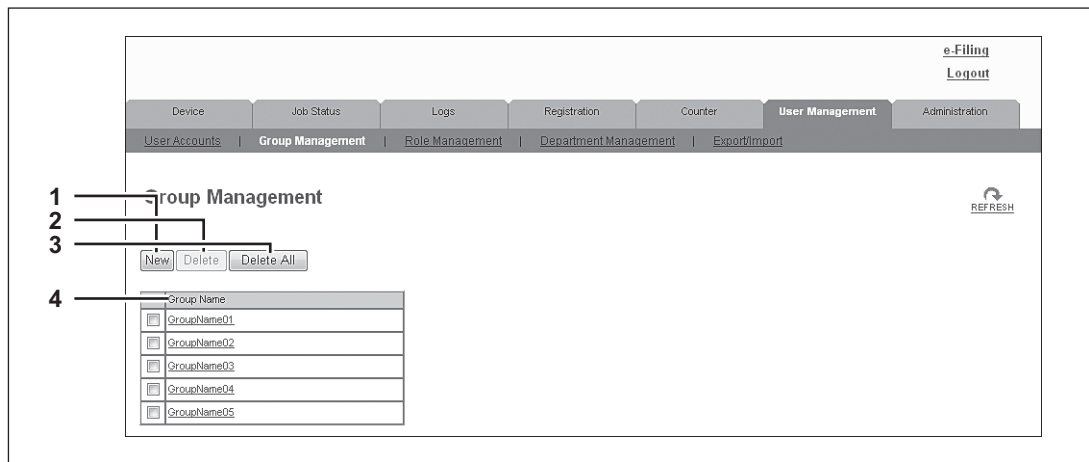 e-Filing
Logout
Device Job Status Logs Registration Counter User Management Administration
User Accounts | Group Management | Role Management | Department Management | Export/Import
1
Group Management
REFRESH
2
3
New Delete Delete All
4
Group Name
GroupName01
GroupName02
GroupName03
GroupName04
GroupName05